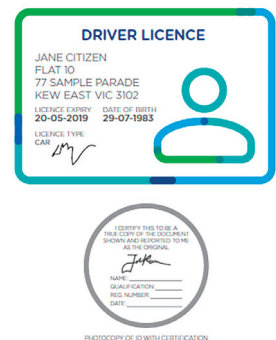 DRIVER LICENCE
JANE CITIZEN
FLAT 10
77 SAMPLE PARADE
KEW EAST VIC 3102
LICENCE EXPIRY DATE OF BIRTH
20-05-2019 29-07-1983
LICENCE TYPE
CAR
I CERTIFY THIS TO BE A
TRUE COPY OF THE DOCUMENT
SHOWN AND REPORTED TO ME
AS THE ORIGINAL
NAME:
QUALIFICATION:
REG. NUMBER:
DATE:
PHOTOCOPY OF ID WITH CERTIFICATION